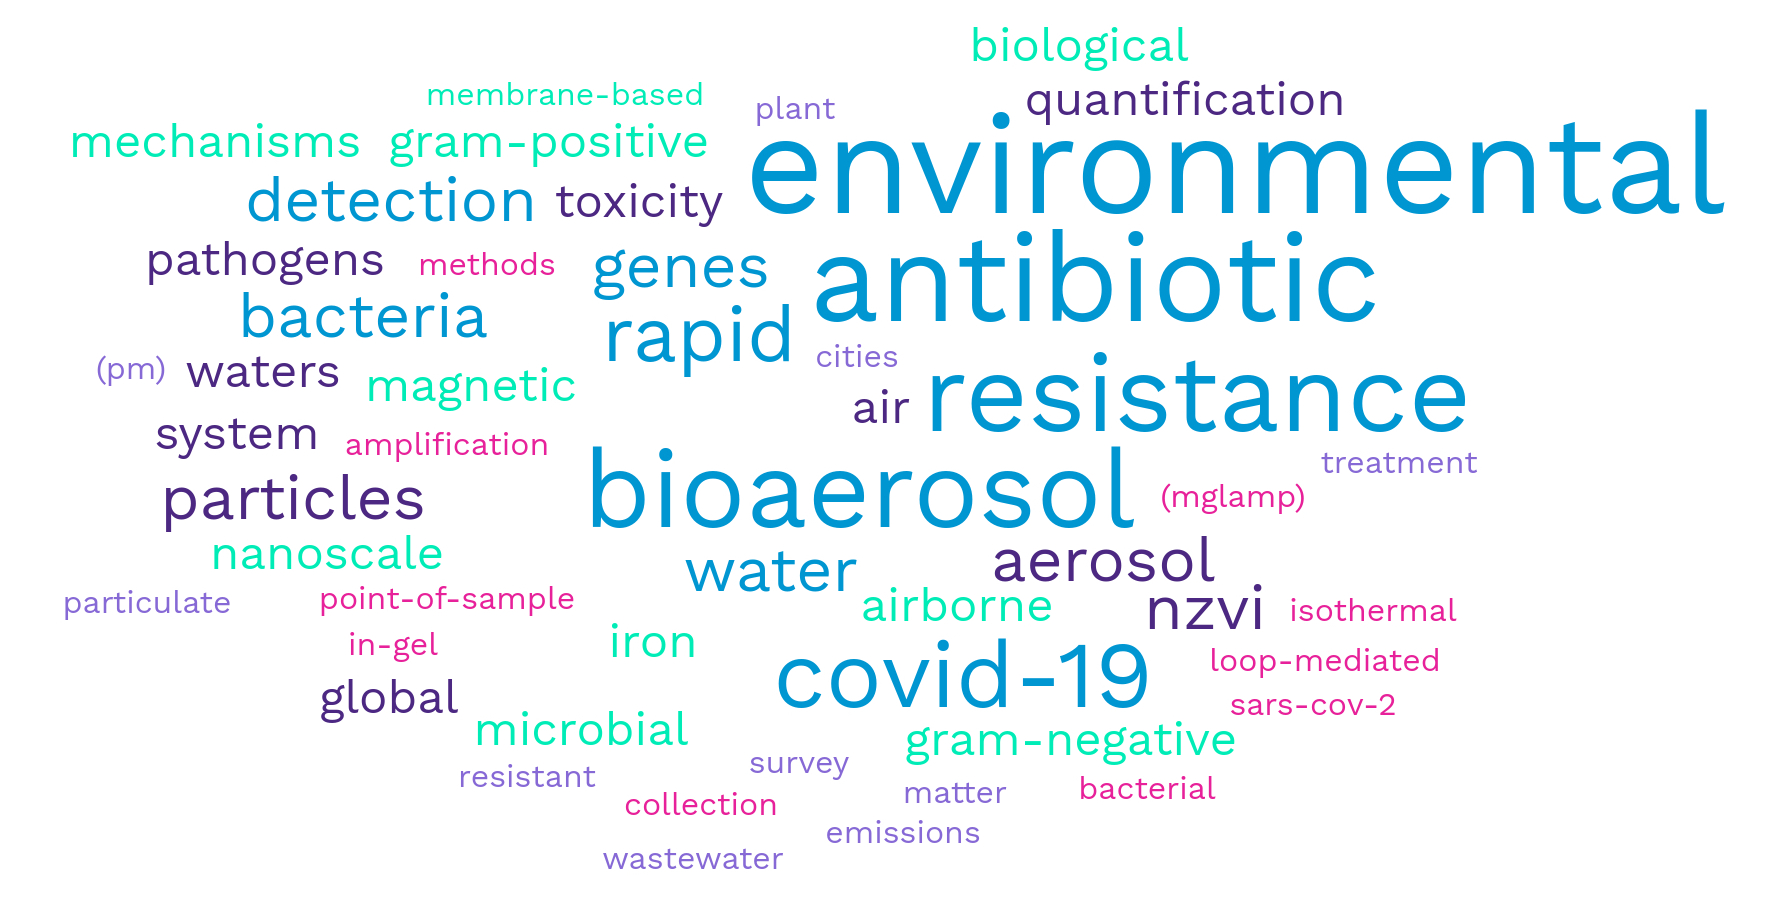 biological
membrane-based plant quantification
mechanisms gram-positive environmental
detection toxicity
pathogens methods genes antibiotic
bacteria rapid
(pm) waters magnetic cities
system amplification air resistance
particles bioaerosol (mglamp) treatment
nanoscale water aerosol
particulate point-of-sample airborne nzvi isothermal
in-gel iron covid-19 loop-mediated
global sars-cov-2
microbial gram-negative
resistant survey matter bacterial
collection emissions
wastewater